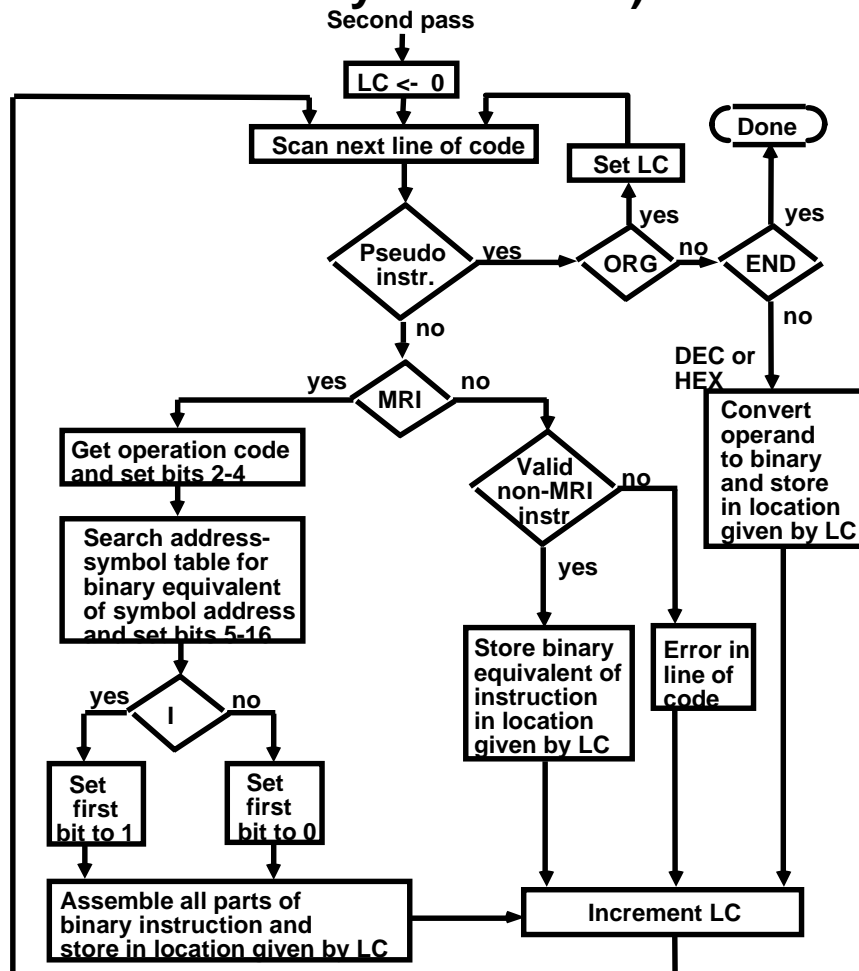 Second pass
LC <- 0
Scan next line of code
Set LC
Done
yes
yes
Pseudo
instr.
yes
ORG
no
END
no
no
DEC or
HEX
yes
MRI
no
Get operation code
and set bits 2-4
Valid
non-MRI
instr
no
Convert
operand
to binary
and store
in location
given by LC
Search address-
symbol table for
binary equivalent
of symbol address
and set bits 5-16
yes
Store binary
equivalent of
instruction
in location
given by LC
Error in
line of
code
yes
I
no
Set
first
bit to 1
Set
first
bit to 0
Assemble all parts of
binary instruction and
store in location given by LC
Increment LC